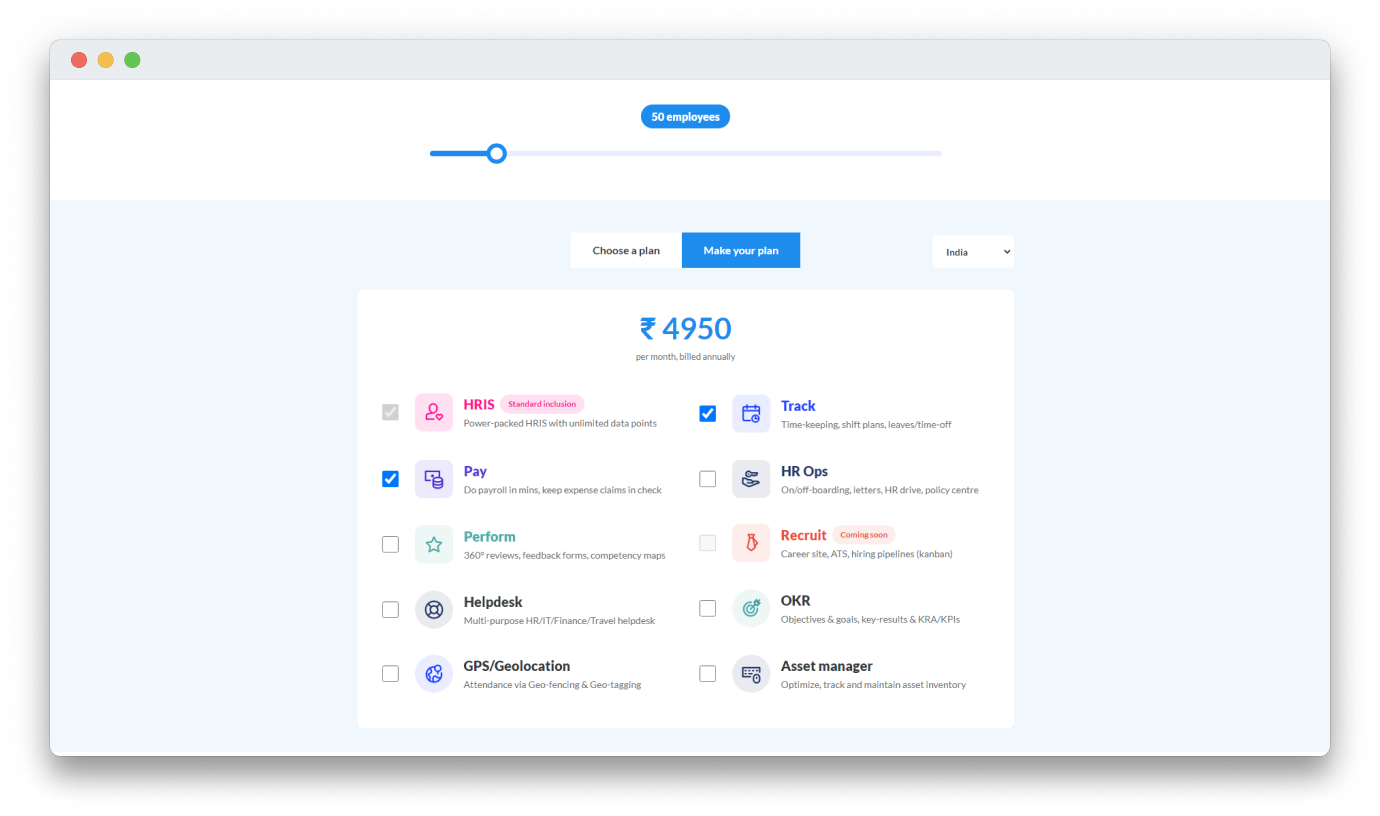 50 employees
Choose a plan
Make your plan
India
₹ 4950
per month, billed annually
HRIS Standard inclusion
Power-packed HRIS with unlimited data points
Track
Time-keeping, shift plans, leaves/time-off
Pay
Do payroll in mins, keep expense claims in check
HR Ops
On/off-boarding, letters, HR drive, policy centre
Perform
360° reviews, feedback forms, competency maps
Recruit Coming soon
Career site, ATS, hiring pipelines (kanban)
Helpdesk
Multi-purpose HR/IT/Finance/Travel helpdesk
OKR
Objectives & goals, key-results & KRA/KPIs
GPS/Geolocation
Attendance via Geo-fencing & Geo-tagging
Asset manager
Optimize, track and maintain asset inventory